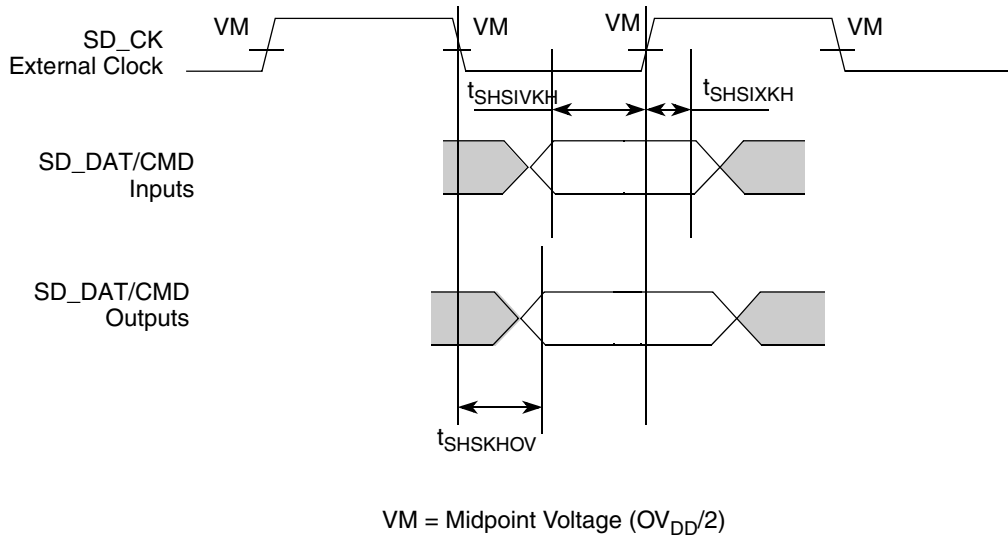 VM VM VM VM
SD_CK
External Clock
tSHSIVKH tSHSIXKH
SD_DAT/CMD
Inputs
SD_DAT/CMD
Outputs
tSHSKHOV
VM = Midpoint Voltage (OVDD/2)